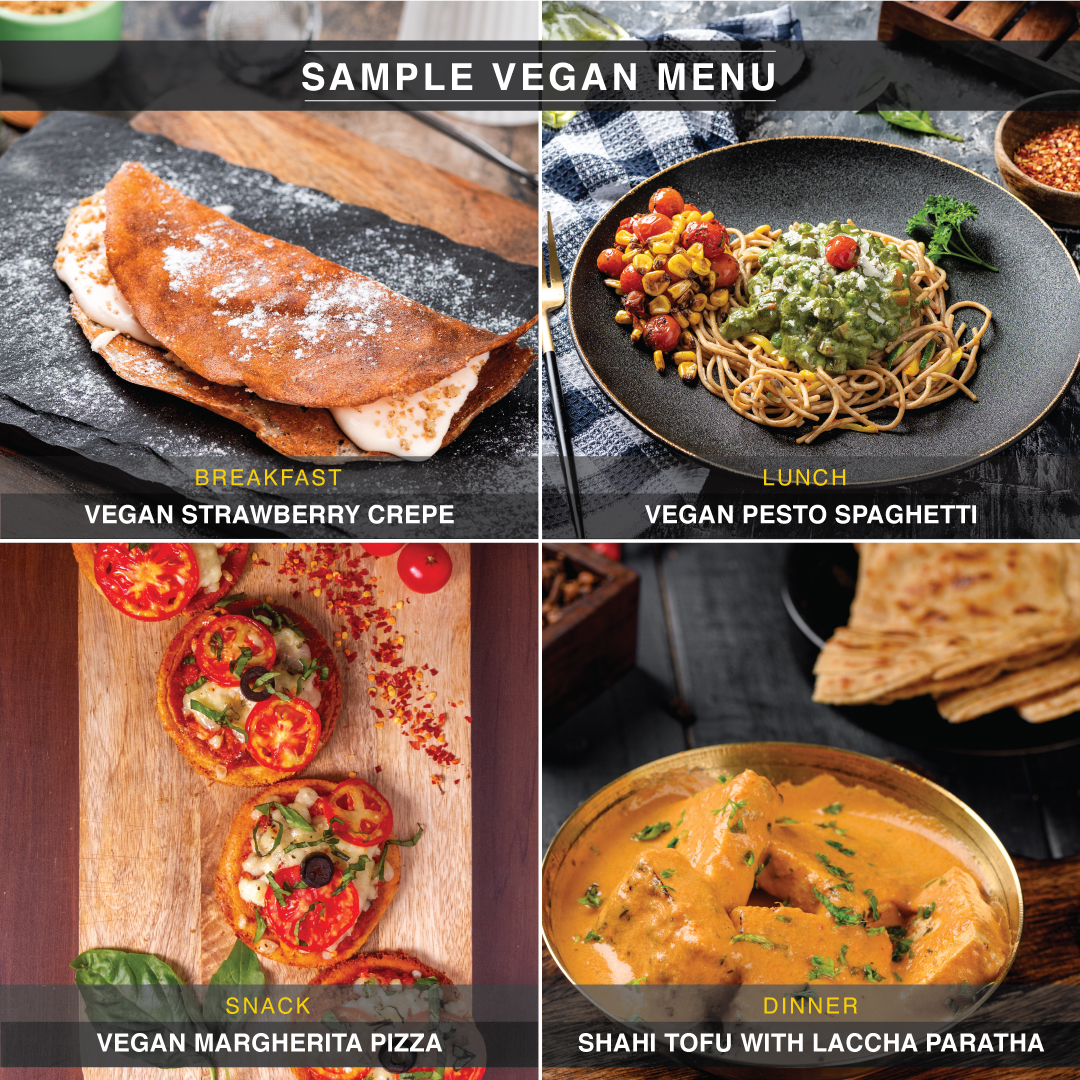 SAMPLE VEGAN MENU
BREAKFAST
VEGAN STRAWBERRY CREPE
LUNCH
VEGAN PESTO SPAGHETTI
SNACK
VEGAN MARGHERITA PIZZA
DINNER
SHAHI TOFU WITH LACCHA PARATHA